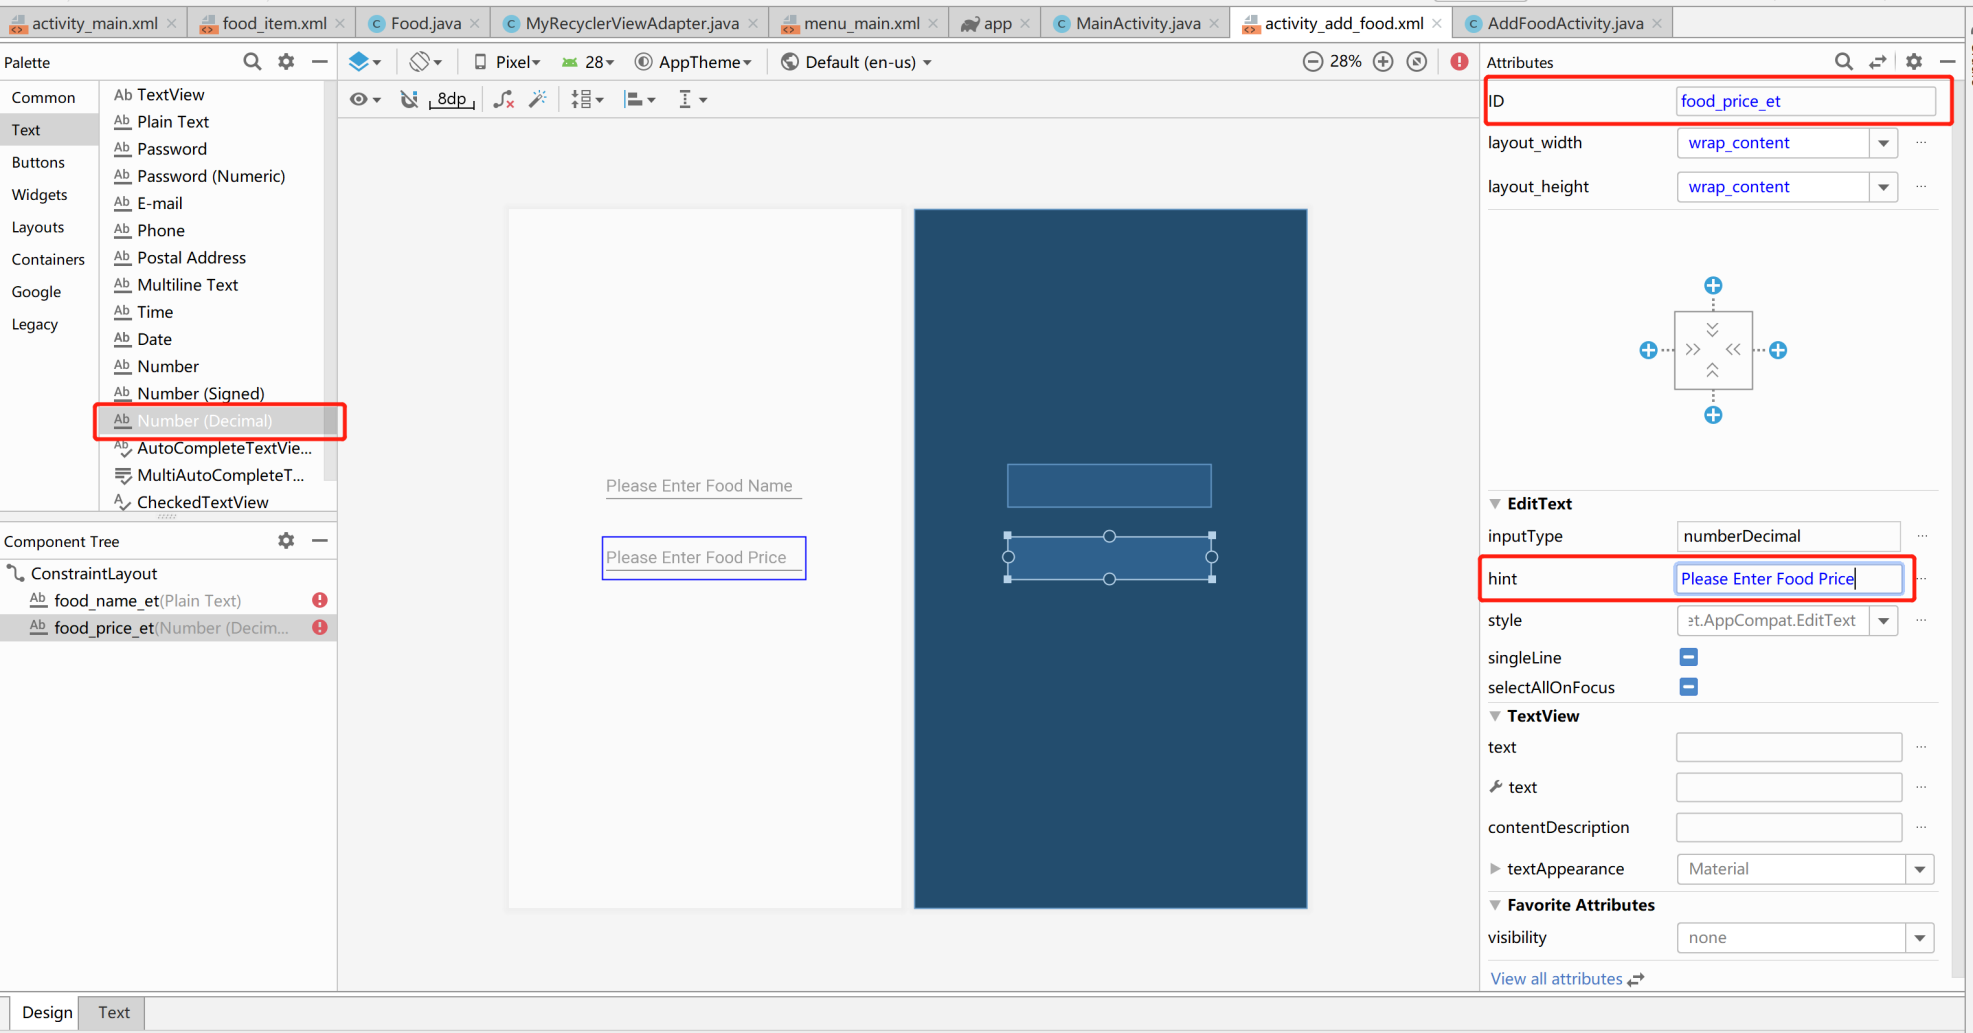 activity_main.xml food_item.xml Food.java MyRecyclerViewAdapter.java menu_main.xml app MainActivity.java activity_add_food.xml AddFoodActivity.java
Palette
Common
Text
Buttons
Widgets
Layouts
Containers
Google
Legacy
Ab TextView
Ab Plain Text
Ab Password
Ab Password (Numeric)
Ab E-mail
Ab Phone
Ab Postal Address
Ab Multiline Text
Ab Time
Ab Date
Ab Number
Ab Number (Signed)
Ab Number (Decimal)
Ab AutoCompleteTextVie...
MultiAutoCompleteT...
CheckedTextView
Component Tree
ConstraintLayout
Ab food_name_et(Plain Text)
Ab food_price_et(Number (Decim...
Pixel 28 AppTheme Default (en-us) 28%
8dp
Please Enter Food Name
Please Enter Food Price
Attributes
ID food_price_et
layout_width wrap_content
layout_height wrap_content
EditText
inputType numberDecimal
hint Please Enter Food Price
style et.AppCompat.EditText
singleLine
selectAllOnFocus
TextView
text
text
contentDescription
textAppearance Material
Favorite Attributes
visibility none
View all attributes
Design Text